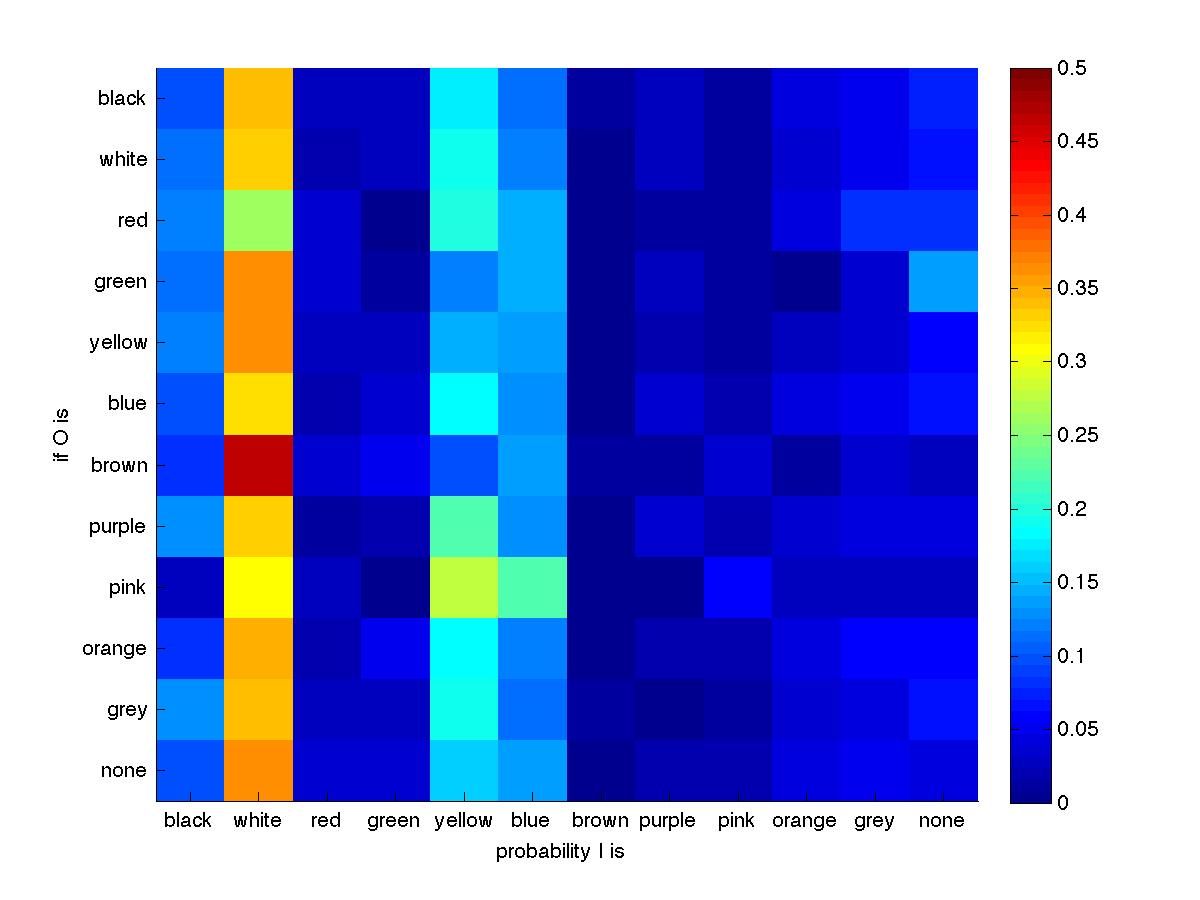 black
white
red
green
yellow
blue
brown
purple
pink
orange
grey
none
if O is
black white red green yellow blue brown purple pink orange grey none
probability I is
0.5
0.45
0.4
0.35
0.3
0.25
0.2
0.15
0.1
0.05
0